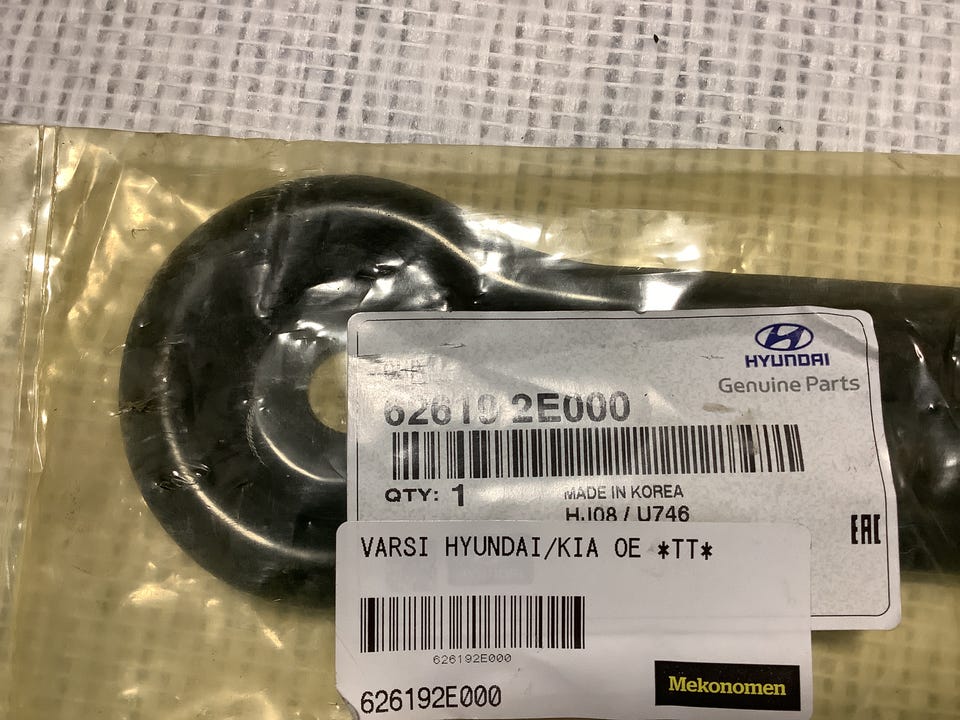 HYUNDAI
Genuine Parts
62619 2E000
QTY: 1
MADE IN KOREA
HJ08 / U746
EAC
VARSI HYUNDAI/KIA OE *TT*
626192E000
626192E000
Mekonomen